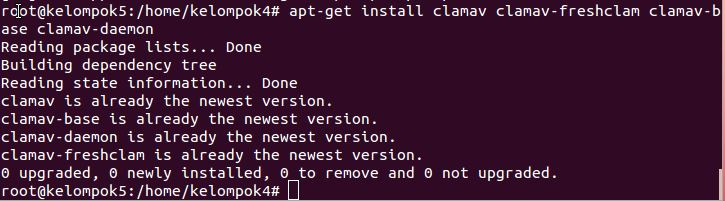 root@kelompok5:/home/kelompok4# apt-get install clamav clamav-freshclam clamav-b
ase clamav-daemon
Reading package lists... Done
Building dependency tree
Reading state information... Done
clamav is already the newest version.
clamav-base is already the newest version.
clamav-daemon is already the newest version.
clamav-freshclam is already the newest version.
0 upgraded, 0 newly installed, 0 to remove and 0 not upgraded.
root@kelompok5:/home/kelompok4#